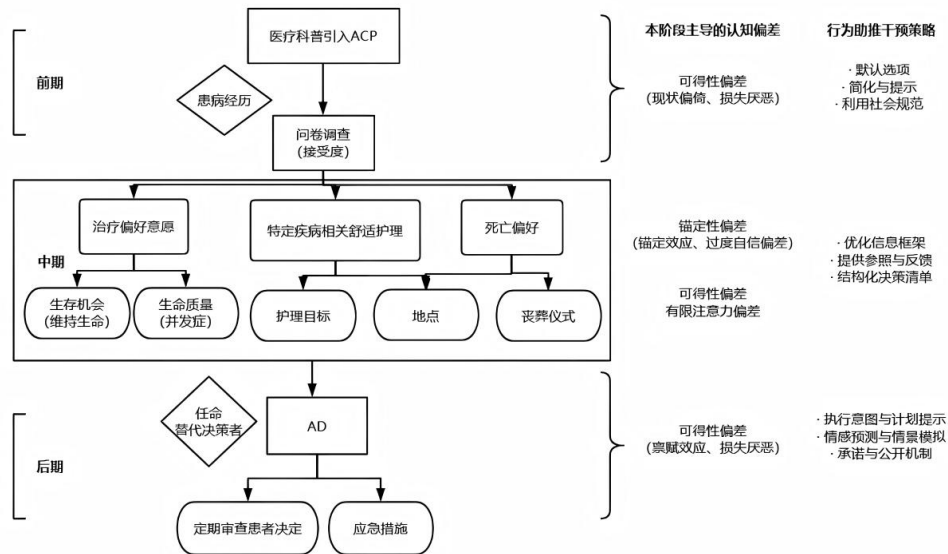 医疗科普引入ACP
本阶段主导的认知偏差
行为助推干预策略
前期
患病经历
可得性偏差
(现状偏倚、损失厌恶)
· 默认选项
· 简化与提示
· 利用社会规范
问卷调查
(接受度)
中期
治疗偏好意愿
特定疾病相关舒适护理
死亡偏好
锚定性偏差
(锚定效应、过度自信偏差)
· 优化信息框架
· 提供参照与反馈
· 结构化决策清单
生存机会
(维持生命)
生命质量
(并发症)
护理目标
地点
丧葬仪式
可得性偏差
有限注意力偏差
后期
任命
替代决策者
AD
可得性偏差
(禀赋效应、损失厌恶)
· 执行意图与计划提示
· 情感预测与情景模拟
· 承诺与公开机制
定期审查患者决定
应急措施